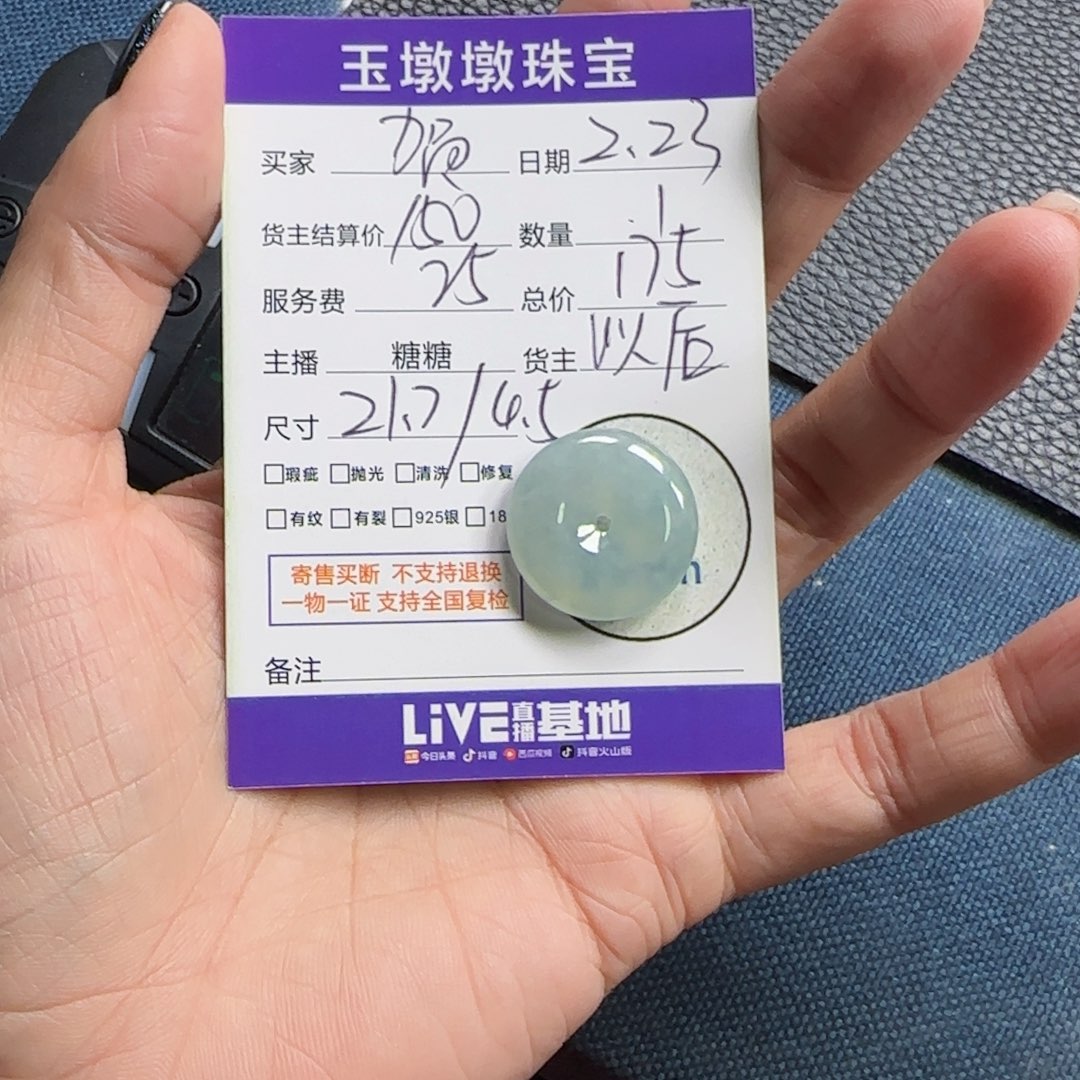 玉墩墩珠宝
买家 日期 2.23
货主结算价 150 数量 1
服务费 25 总价 175
主播 糖糖 货主 以后
尺寸 21.7/4.5
□瑕疵 □抛光 □清洗 □修复
□有纹 □有裂 □925银 □18
寄售买断 不支持退换
一物一证 支持全国复检
备注
LiVE直播基地
今日头条 抖音 西瓜视频 抖音火山版